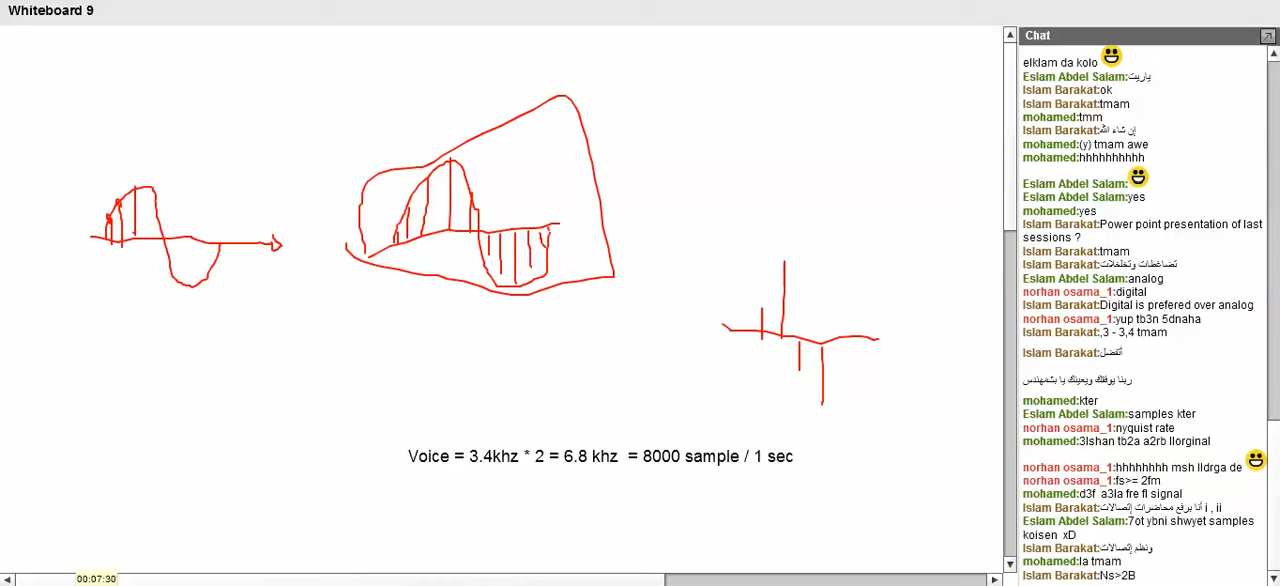 Whiteboard 9
Voice = 3.4khz * 2 = 6.8 khz = 8000 sample / 1 sec
00:07:30
Chat
elklam da kolo
Eslam Abdel Salam:ياريت
Islam Barakat:ok
Islam Barakat:tmam
mohamed:tmm
Islam Barakat:إن شاء الله
mohamed:(y) tmam awe
mohamed:hhhhhhhhhh
Eslam Abdel Salam:
Eslam Abdel Salam:yes
mohamed:yes
Islam Barakat:Power point presentation of last
sessions ?
Islam Barakat:tmam
Islam Barakat:تضاغطات وتخلخلات
Eslam Abdel Salam:analog
norhan osama_1:digital
Islam Barakat:Digital is prefered over analog
norhan osama_1:yup tb3n 5dnaha
Islam Barakat:,3 - 3,4 tmam
Islam Barakat:أتفضل
ربنا يوفقك ويعينك يا بشمهندس
mohamed:kter
Eslam Abdel Salam:samples kter
norhan osama_1:nyquist rate
mohamed:3lshan tb2a a2rb llorginal
norhan osama_1:hhhhhhhh msh lldrga de
norhan osama_1:fs>= 2fm
mohamed:d3f a3la fre fl signal
Islam Barakat:أنا برفع محاضرات إتصالات i , ii
Eslam Abdel Salam:7ot ybni shwyet samples
koisen xD
Islam Barakat:ونظم إتصالات
mohamed:la tmam
Islam Barakat:Ns>2B